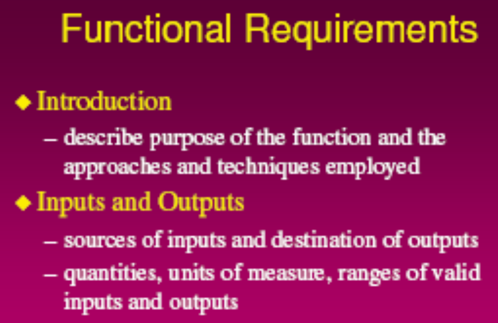 Functional Requirements
◆ Introduction
– describe purpose of the function and the
approaches and techniques employed
◆ Inputs and Outputs
– sources of inputs and destination of outputs
– quantities, units of measure, ranges of valid
inputs and outputs